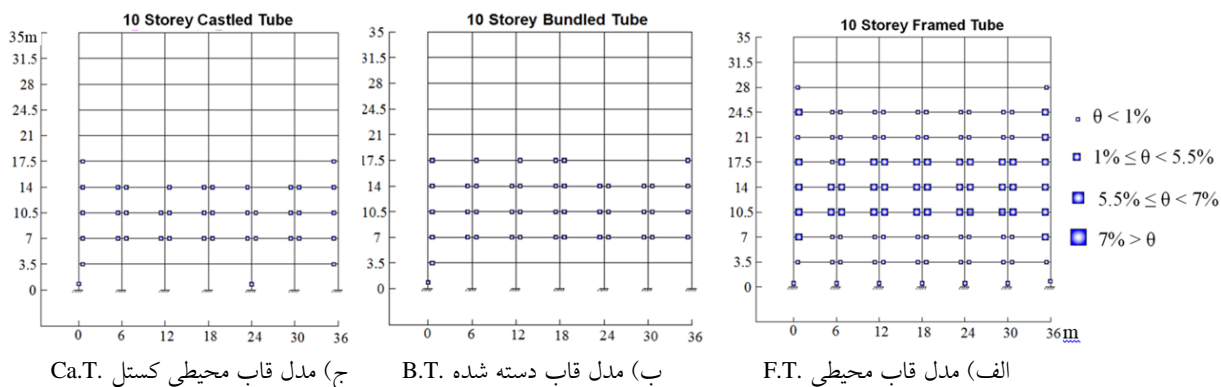 10 Storey Castled Tube
35m
31.5
28
24.5
21
17.5
14
10.5
7
3.5
0
0 6 12 18 24 30 36
ج) مدل قاب محیطی کستل Ca.T.
10 Storey Bundled Tube
35
31.5
28
24.5
21
17.5
14
10.5
7
3.5
0
0 6 12 18 24 30 36
ب) مدل قاب دسته شده B.T.
10 Storey Framed Tube
35
31.5
28
24.5
21
17.5
14
10.5
7
3.5
0
0 6 12 18 24 30 36 m
الف) مدل قاب محیطی F.T.
θ < 1%
1% ≤ θ < 5.5%
5.5% ≤ θ < 7%
7% > θ